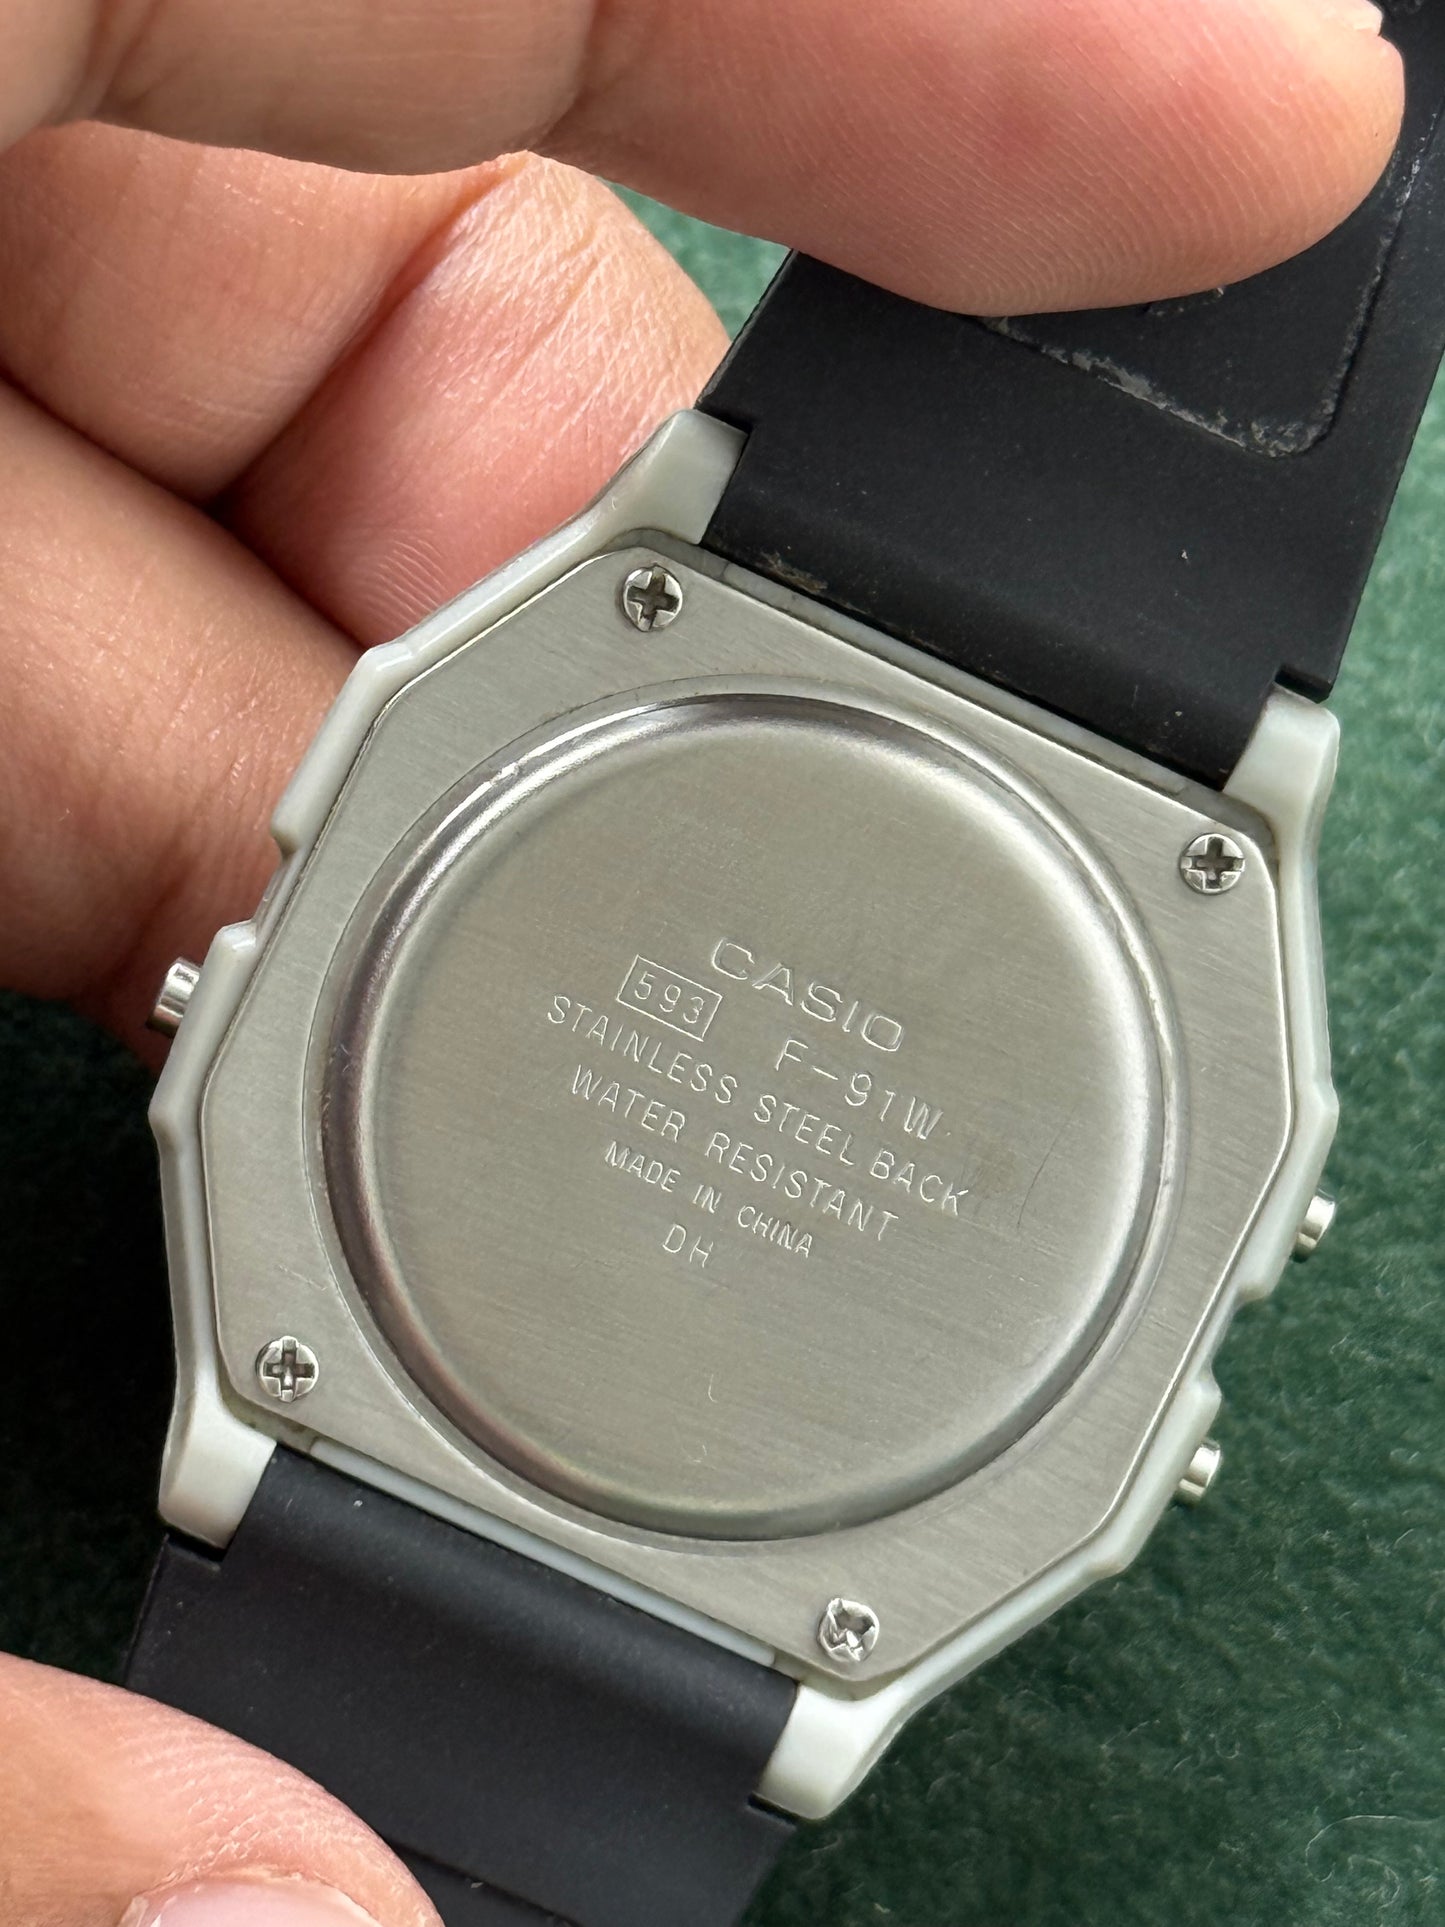 CASIO
593 F-91W
STAINLESS STEEL BACK
WATER RESISTANT
MADE IN CHINA
DH